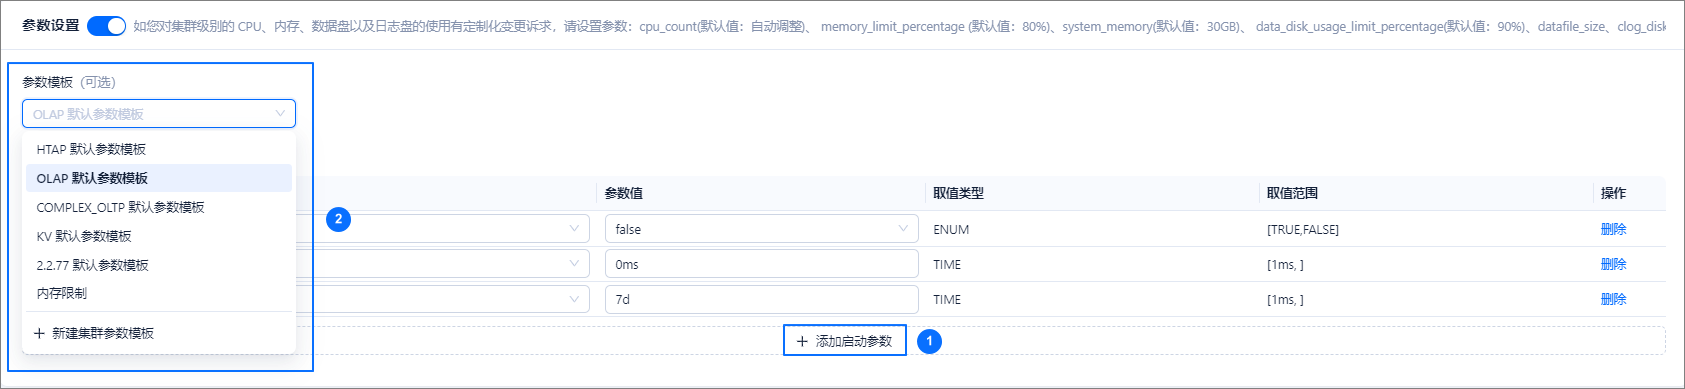 参数设置 如您对集群级别的 CPU、内存、数据盘以及日志盘的使用有定制化变更诉求，请设置参数：cpu_count(默认值：自动调整)、 memory_limit_percentage (默认值：80%)、system_memory(默认值：30GB)、 data_disk_usage_limit_percentage(默认值：90%)、datafile_size、clog_disk
参数模板 (可选)
OLAP 默认参数模板
HTAP 默认参数模板
OLAP 默认参数模板
COMPLEX_OLTP 默认参数模板
KV 默认参数模板
2.2.77 默认参数模板
内存限制
+ 新建集群参数模板
2
参数值 取值类型 取值范围 操作
false ENUM [TRUE,FALSE] 删除
0ms TIME [1ms, ] 删除
7d TIME [1ms, ] 删除
+ 添加启动参数 1